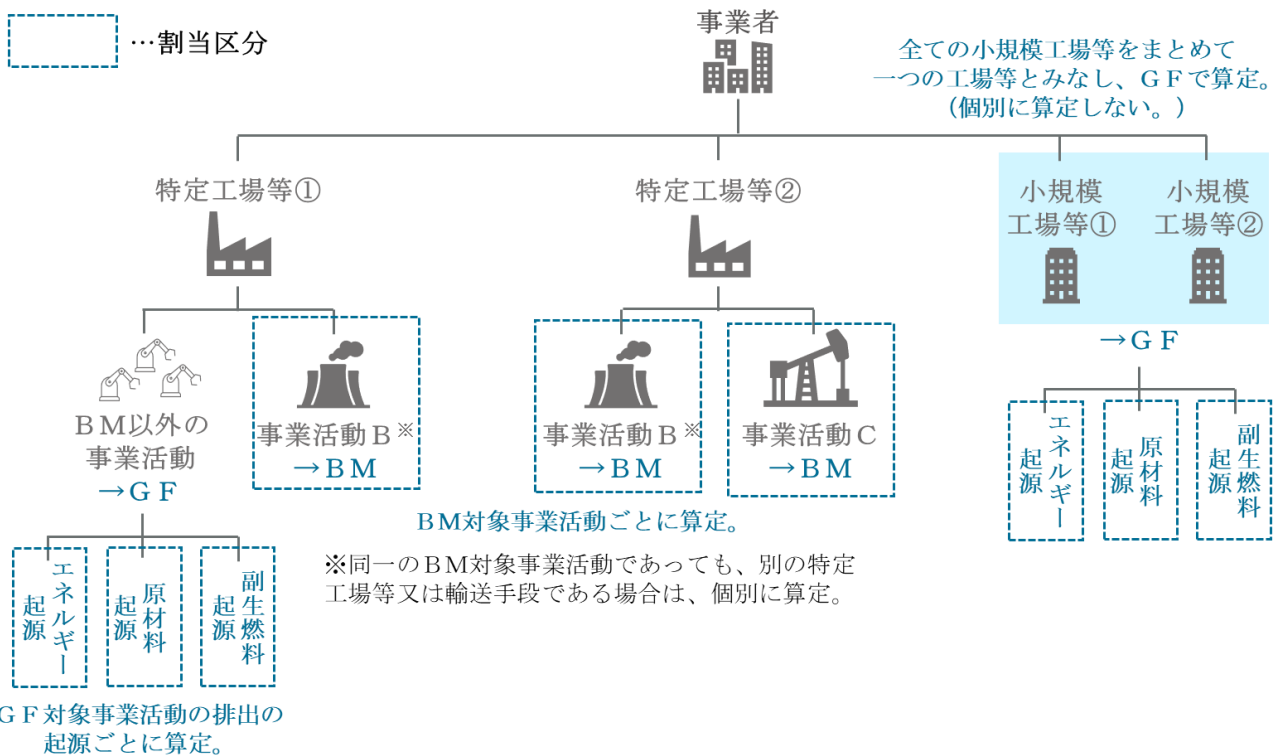 …割当区分
事業者
全ての小規模工場等をまとめて
一つの工場等とみなし、ＧＦで算定。
（個別に算定しない。）
特定工場等①
特定工場等②
小規模
工場等①
小規模
工場等②
→ＧＦ
ＢＭ以外の
事業活動
→ＧＦ
事業活動Ｂ※
→ＢＭ
事業活動Ｂ※
→ＢＭ
事業活動Ｃ
→ＢＭ
エネルギー
起源
原材料
起源
副生燃料
起源
ＢＭ対象事業活動ごとに算定。
※同一のＢＭ対象事業活動であっても、別の特定
工場等又は輸送手段である場合は、個別に算定。
エネルギー
起源
原材料
起源
副生燃料
起源
ＧＦ対象事業活動の排出の
起源ごとに算定。